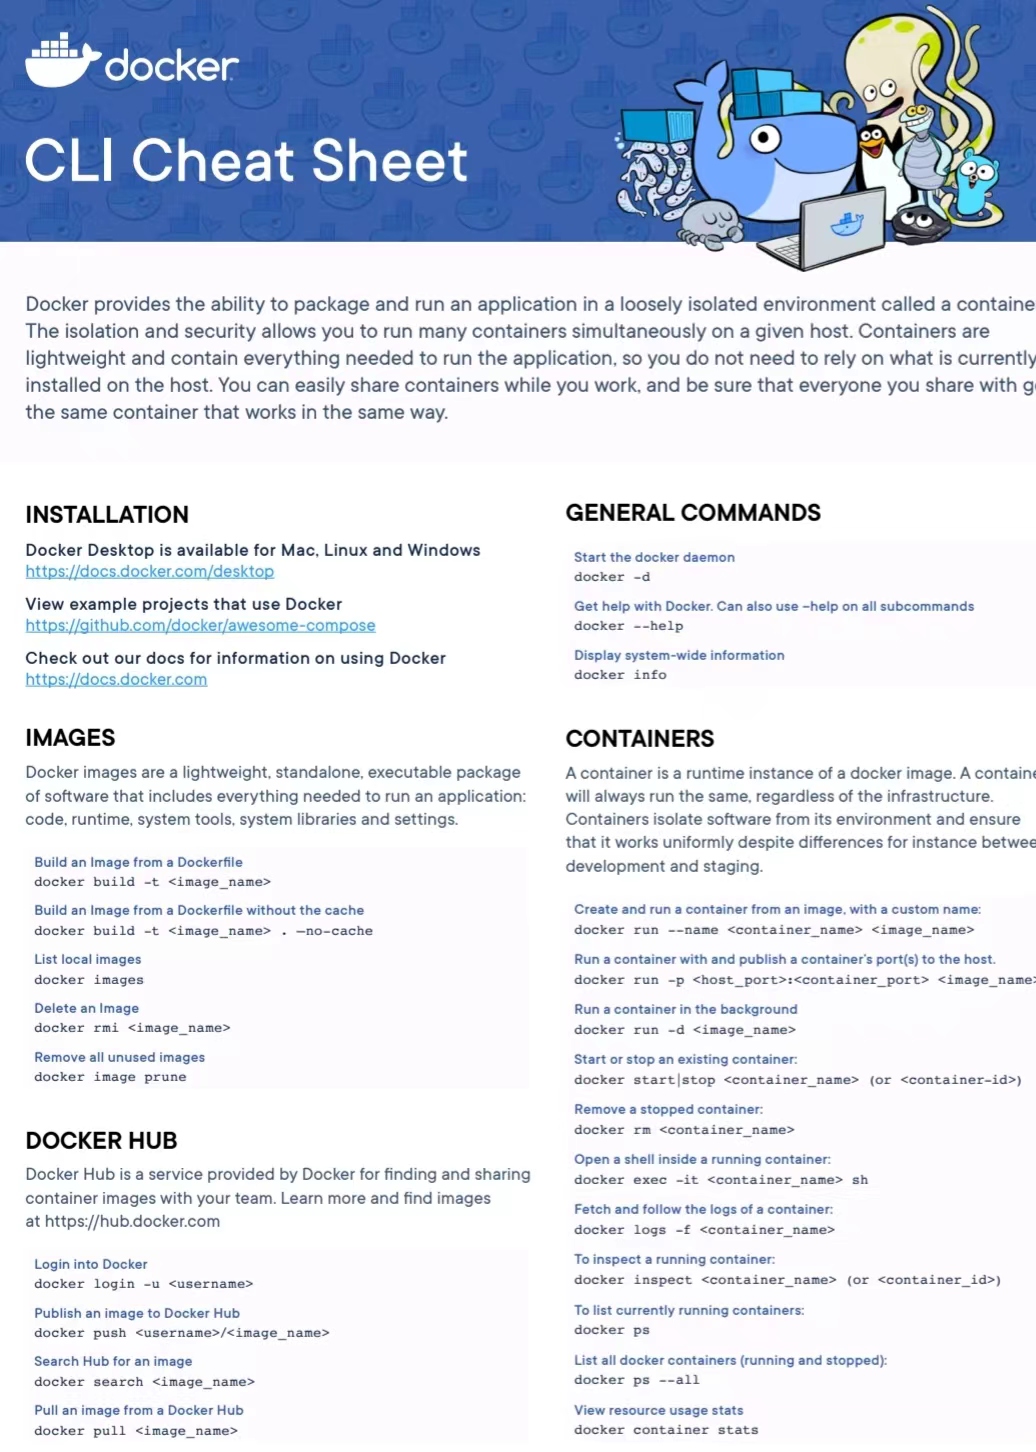 docker
CLI Cheat Sheet
Docker provides the ability to package and run an application in a loosely isolated environment called a containe
The isolation and security allows you to run many containers simultaneously on a given host. Containers are
lightweight and contain everything needed to run the application, so you do not need to rely on what is currently
installed on the host. You can easily share containers while you work, and be sure that everyone you share with g
the same container that works in the same way.
INSTALLATION
Docker Desktop is available for Mac, Linux and Windows
https://docs.docker.com/desktop
View example projects that use Docker
https://github.com/docker/awesome-compose
Check out our docs for information on using Docker
https://docs.docker.com
IMAGES
Docker images are a lightweight, standalone, executable package
of software that includes everything needed to run an application:
code, runtime, system tools, system libraries and settings.
Build an Image from a Dockerfile
docker build -t <image_name>
Build an Image from a Dockerfile without the cache
docker build -t <image_name> . –no-cache
List local images
docker images
Delete an Image
docker rmi <image_name>
Remove all unused images
docker image prune
DOCKER HUB
Docker Hub is a service provided by Docker for finding and sharing
container images with your team. Learn more and find images
at https://hub.docker.com
Login into Docker
docker login -u <username>
Publish an image to Docker Hub
docker push <username>/<image_name>
Search Hub for an image
docker search <image_name>
Pull an image from a Docker Hub
docker pull <image_name>
GENERAL COMMANDS
Start the docker daemon
docker -d
Get help with Docker. Can also use –help on all subcommands
docker --help
Display system-wide information
docker info
CONTAINERS
A container is a runtime instance of a docker image. A containe
will always run the same, regardless of the infrastructure.
Containers isolate software from its environment and ensure
that it works uniformly despite differences for instance betwee
development and staging.
Create and run a container from an image, with a custom name:
docker run --name <container_name> <image_name>
Run a container with and publish a container's port(s) to the host.
docker run -p <host_port>:<container_port> <image_name>
Run a container in the background
docker run -d <image_name>
Start or stop an existing container:
docker start|stop <container_name> (or <container-id>)
Remove a stopped container:
docker rm <container_name>
Open a shell inside a running container:
docker exec -it <container_name> sh
Fetch and follow the logs of a container:
docker logs -f <container_name>
To inspect a running container:
docker inspect <container_name> (or <container_id>)
To list currently running containers:
docker ps
List all docker containers (running and stopped):
docker ps --all
View resource usage stats
docker container stats